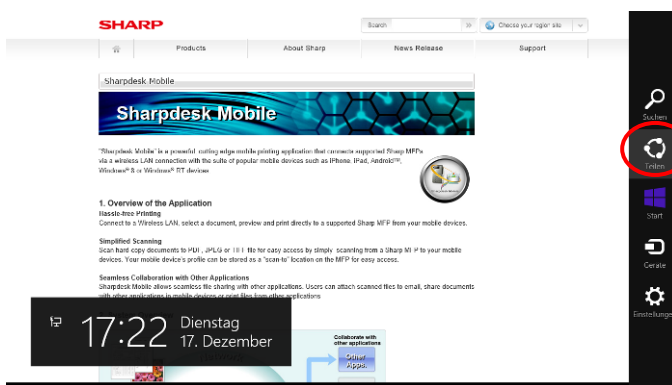 SHARP
Search
Choose your region site
Products
About Sharp
News Release
Support
Sharpdesk Mobile
Sharpdesk Mobile
"Sharpdesk Mobile" is a powerful, cutting edge mobile printing application that connects supported Sharp MFPs
via a wireless LAN connection with the suite of popular mobile devices such as iPhone, iPad, Android™,
Windows® 8 or Windows® RT devices
1. Overview of the Application
Hassle-free Printing
Connect to a Wireless LAN, select a document, preview and print directly to a supported Sharp MFP from your mobile devices.
Simplified Scanning
Scan hard copy documents to PDF, JPEG or TIFF file for easy access by simply scanning from a Sharp MFP to your mobile
devices. Your mobile device's profile can be stored as a "scan-to" location on the MFP for easy access.
Seamless Collaboration with Other Applications
Sharpdesk Mobile allows seamless file sharing with other applications. Users can attach scanned files to email, share documents
with other applications in mobile devices or print files from other applications
Collaborate with
other applications
Other
Apps.
17:22
Dienstag
17. Dezember
Suchen
Teilen
Start
Geräte
Einstellunge